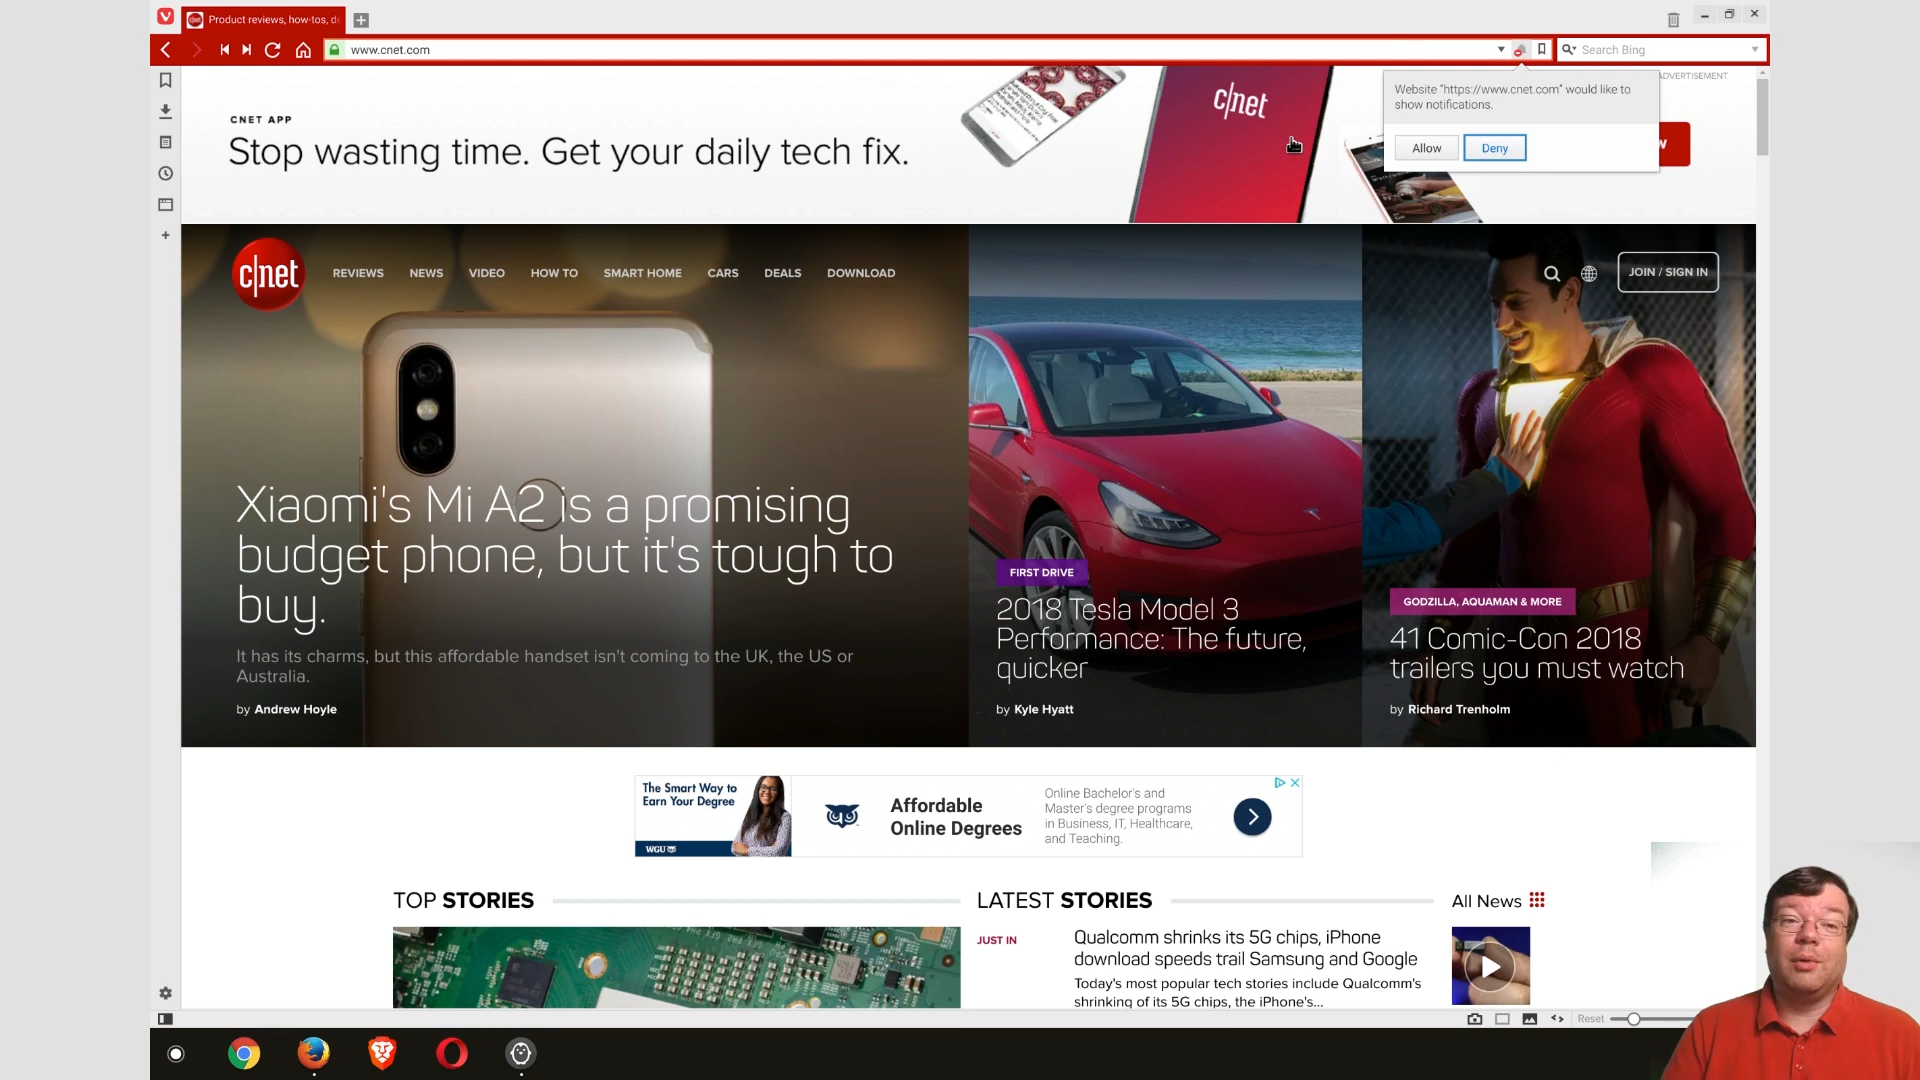 Product reviews, how-tos, d
www.cnet.com
Search Bing
ADVERTISEMENT
Website "https://www.cnet.com" would like to
show notifications.
Allow
Deny
CNET APP
Stop wasting time. Get your daily tech fix.
c|net
W
c|net
REVIEWS
NEWS
VIDEO
HOW TO
SMART HOME
CARS
DEALS
DOWNLOAD
JOIN / SIGN IN
Xiaomi's Mi A2 is a promising
budget phone, but it's tough to
buy.
It has its charms, but this affordable handset isn't coming to the UK, the US or
Australia.
by Andrew Hoyle
FIRST DRIVE
2018 Tesla Model 3
Performance: The future,
quicker
by Kyle Hyatt
GODZILLA, AQUAMAN & MORE
41 Comic-Con 2018
trailers you must watch
by Richard Trenholm
The Smart Way to
Earn Your Degree
WGU
Affordable
Online Degrees
Online Bachelor's and
Master's degree programs
in Business, IT, Healthcare,
and Teaching.
TOP STORIES
LATEST STORIES
All News
JUST IN
Qualcomm shrinks its 5G chips, iPhone
download speeds trail Samsung and Google
Today's most popular tech stories include Qualcomm's
shrinking of its 5G chips, the iPhone's...
Reset